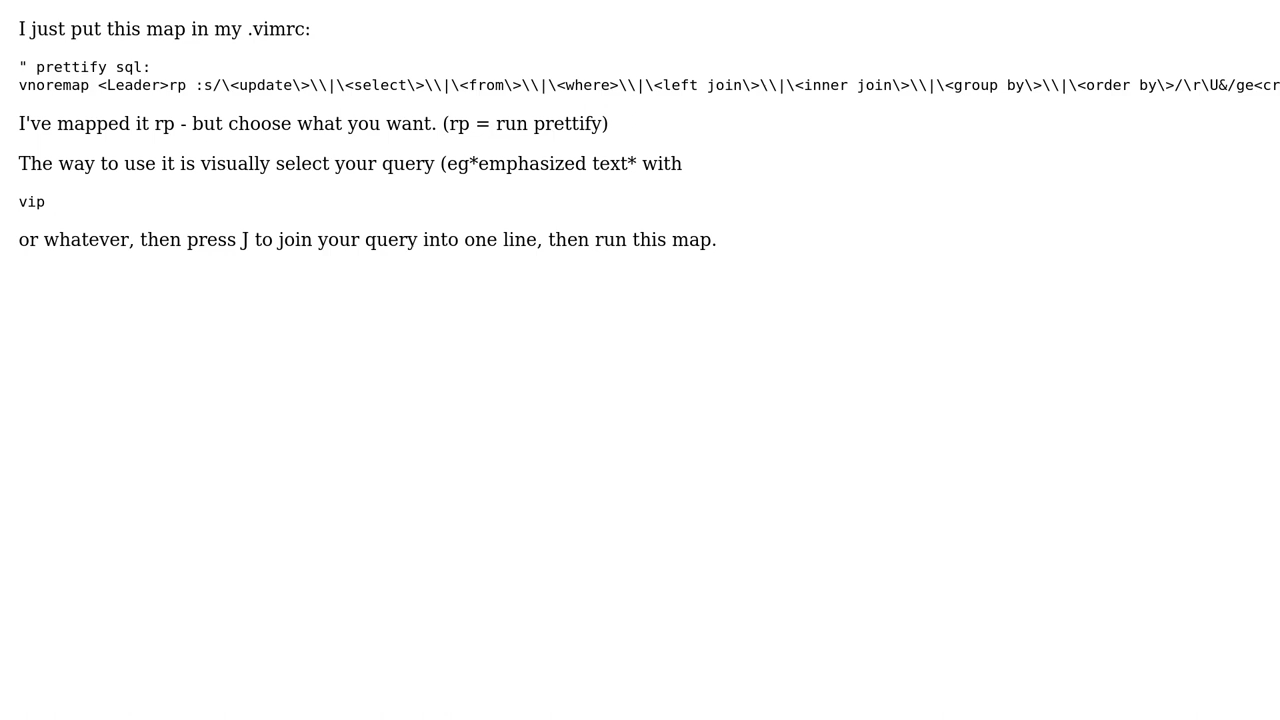 I just put this map in my .vimrc:
" prettify sql:
vnoremap <Leader>rp :s/\<update\>\\|\<select\>\\|\<from\>\\|\<where>\\|\<left join\>\\|\<inner join\>\\|\<group by\>\\|\<order by\>/\r\U&/ge<cr
I've mapped it rp - but choose what you want. (rp = run prettify)
The way to use it is visually select your query (eg*emphasized text* with
vip
or whatever, then press J to join your query into one line, then run this map.